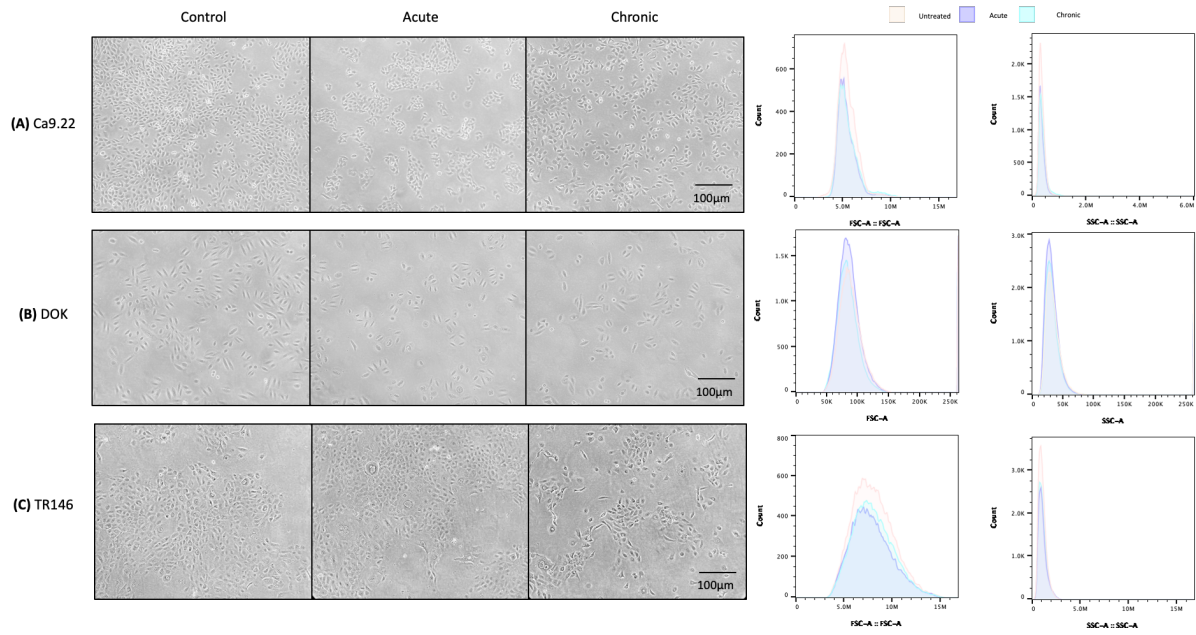 Control Acute Chronic
Untreated Acute Chronic
(A) Ca9.22
100µm
Count
600
400
200
0
0 5.0M 10M 15M
FSC-A :: FSC-A
Count
2.0K
1.5K
1.0K
500
0
0 2.0M 4.0M 6.0M
SSC-A :: SSC-A
(B) DOK
100µm
Count
1.5K
1.0K
500
0
0 50K 100K 150K 200K 250K
FSC-A
Count
3.0K
2.0K
1.0K
0
0 50K 100K 150K 200K 250K
SSC-A
(C) TR146
100µm
Count
800
600
400
200
0
0 5.0M 10M 15M
FSC-A :: FSC-A
Count
3.0K
2.0K
1.0K
0
0 5.0M 10M 15M
SSC-A :: SSC-A